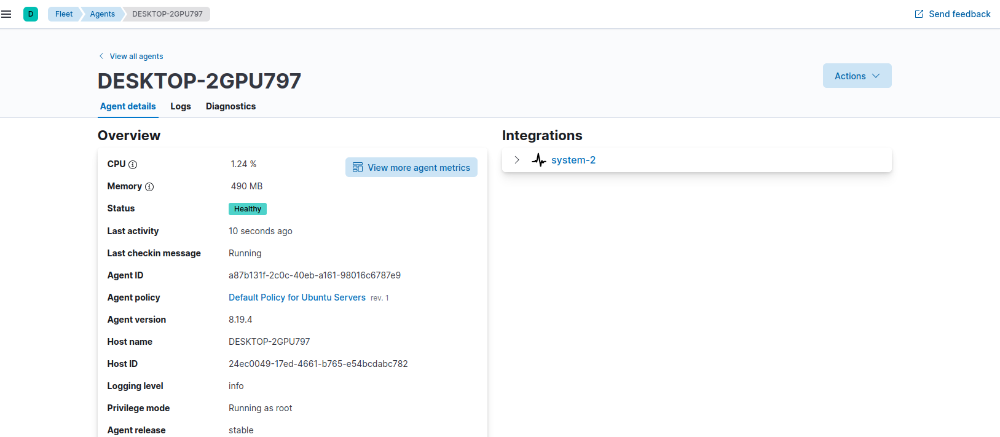 D Fleet Agents DESKTOP-2GPU797 Send feedback
View all agents
DESKTOP-2GPU797
Actions
Agent details Logs Diagnostics
Overview
CPU 1.24 %
View more agent metrics
Memory 490 MB
Status Healthy
Last activity 10 seconds ago
Last checkin message Running
Agent ID a87b131f-2c0c-40eb-a161-98016c6787e9
Agent policy Default Policy for Ubuntu Servers rev. 1
Agent version 8.19.4
Host name DESKTOP-2GPU797
Host ID 24ec0049-17ed-4661-b765-e54bcdabc782
Logging level info
Privilege mode Running as root
Agent release stable
Integrations
system-2